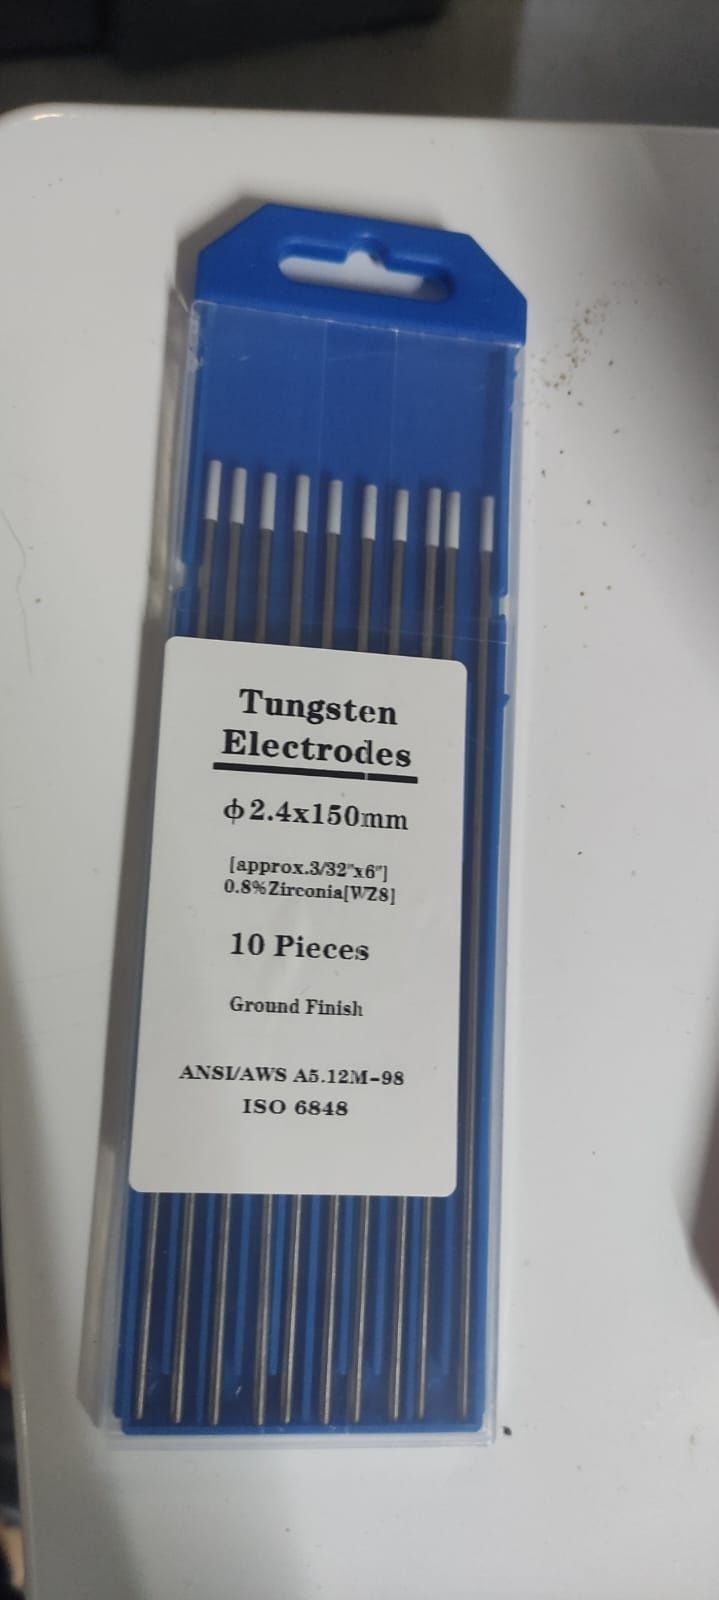 Tungsten
Electrodes
ϕ2.4x150mm
[approx.3/32"x6"]
0.8%Zirconia[WZ8]
10 Pieces
Ground Finish
ANSI/AWS A5.12M-98
ISO 6848